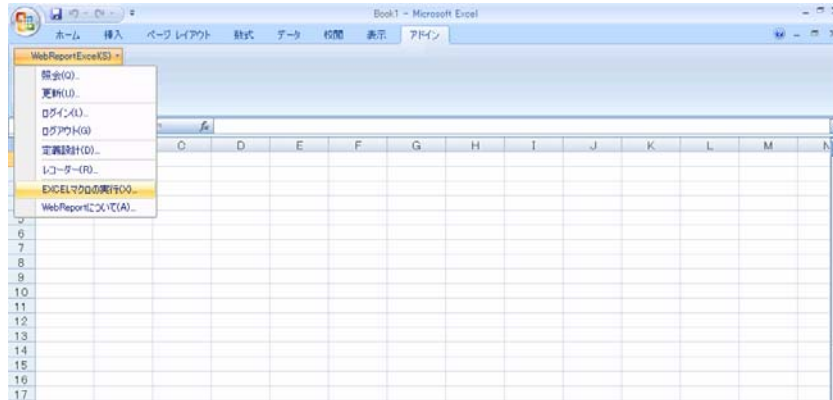 Book1 - Microsoft Excel
ホーム 挿入 ページ レイアウト 数式 データ 校閲 表示 アドイン
WebReportExcel(S)
照会(Q)...
更新(U)...
ログイン(L)...
ログアウト(G)
fx
定義設計(D)...
C D E F G H I J K L M N
レコーダー(R)...
EXCELマクロの実行(X)...
WebReportについて(A)...
5
6
7
8
9
10
11
12
13
14
15
16
17